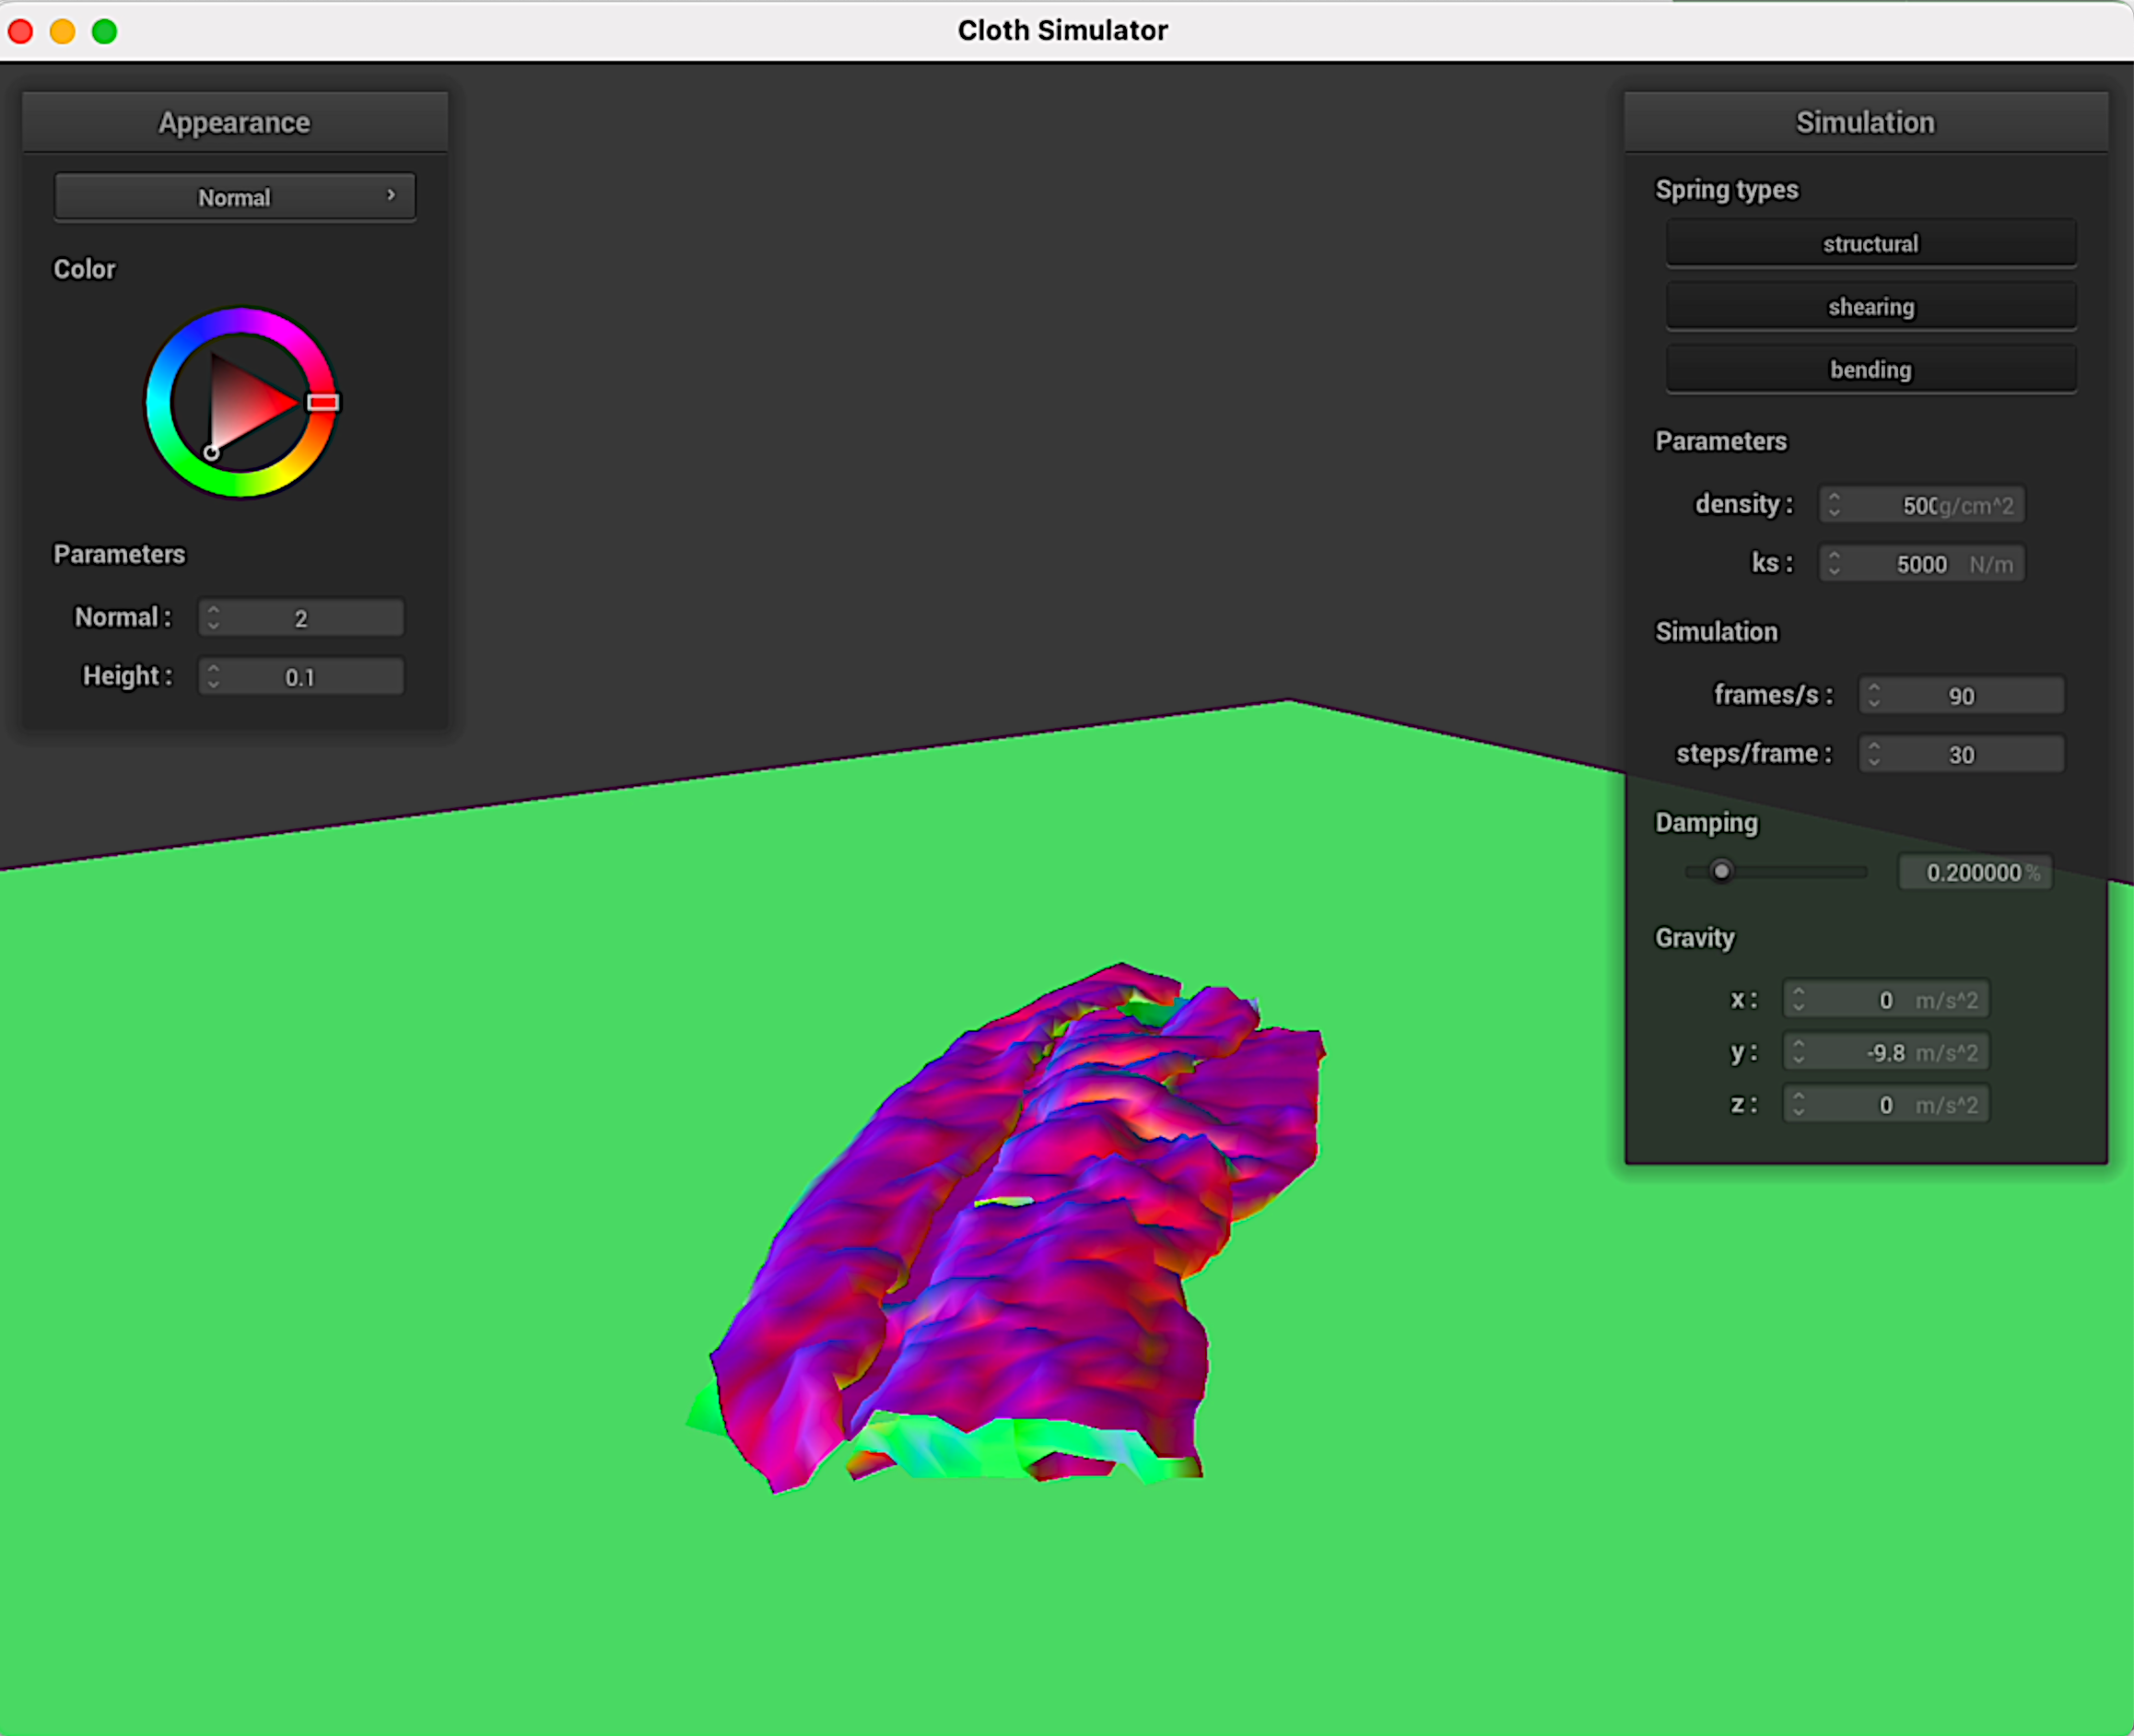 Cloth Simulator
Appearance
Normal
Color
Parameters
Normal : 2
Height : 0.1
Simulation
Spring types
structural
shearing
bending
Parameters
density : 500g/cm^2
ks : 5000 N/m
Simulation
frames/s : 90
steps/frame : 30
Damping
0.200000 %
Gravity
x : 0 m/s^2
y : -9.8 m/s^2
z : 0 m/s^2